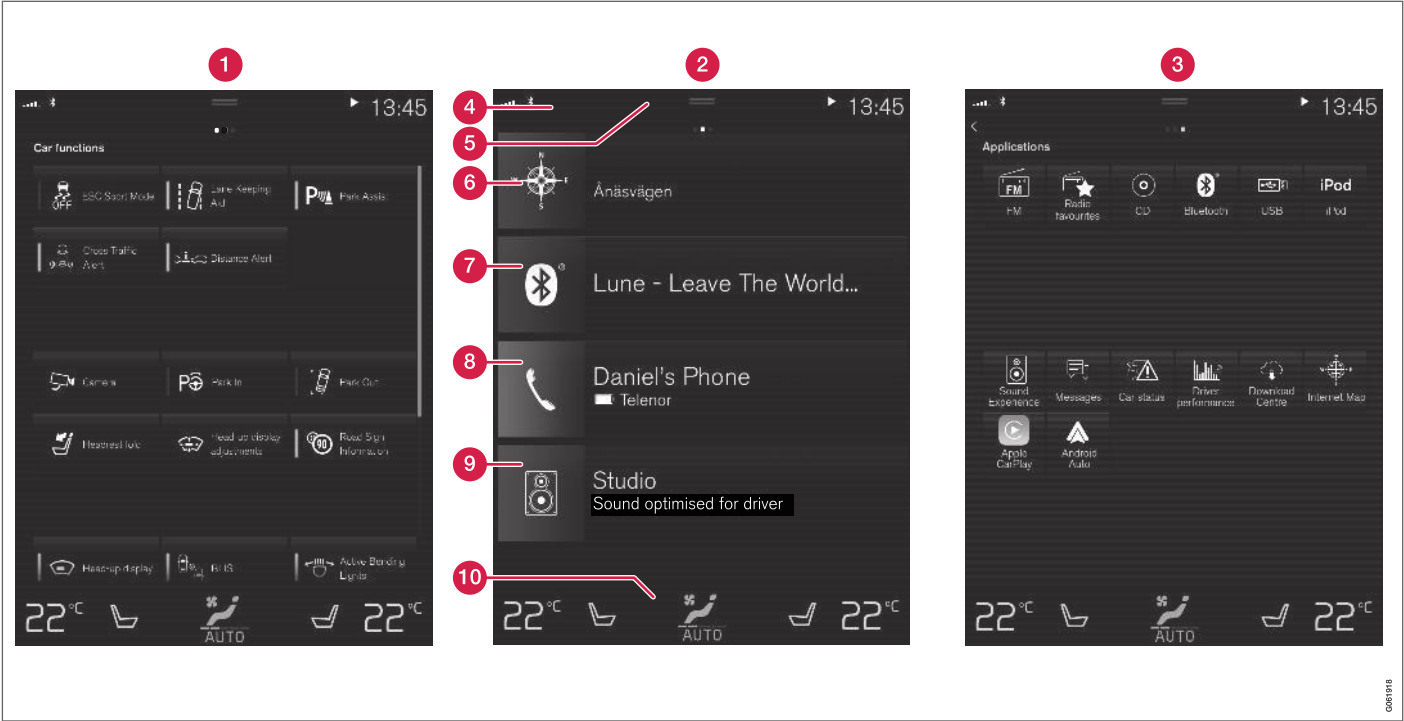 1
2
3
13:45
Car functions
ESC Sport Mode
OFF
Lane Keeping
Aid
Park Assist
Cross Traffic
Alert
Distance Alert
Camera
Park In
Park Out
Headrest fold
Head-up display
adjustments
90
Road Sign
Information
Head-up display
BLIS
Active Bending
Lights
22°C
AUTO
22°C
4
5
6
7
8
9
10
13:45
N
S
Ånäsvägen
Lune - Leave The World...
Daniel's Phone
Telenor
Studio
Sound optimised for driver
22°C
AUTO
22°C
13:45
Applications
FM
FM
Radio
favourites
CD
Bluetooth
USB
iPod
iPod
Sound
Experience
Messages
Car status
Driver
performance
Download
Centre
Internet Map
Apple
CarPlay
Android
Auto
22°C
AUTO
22°C
G061918